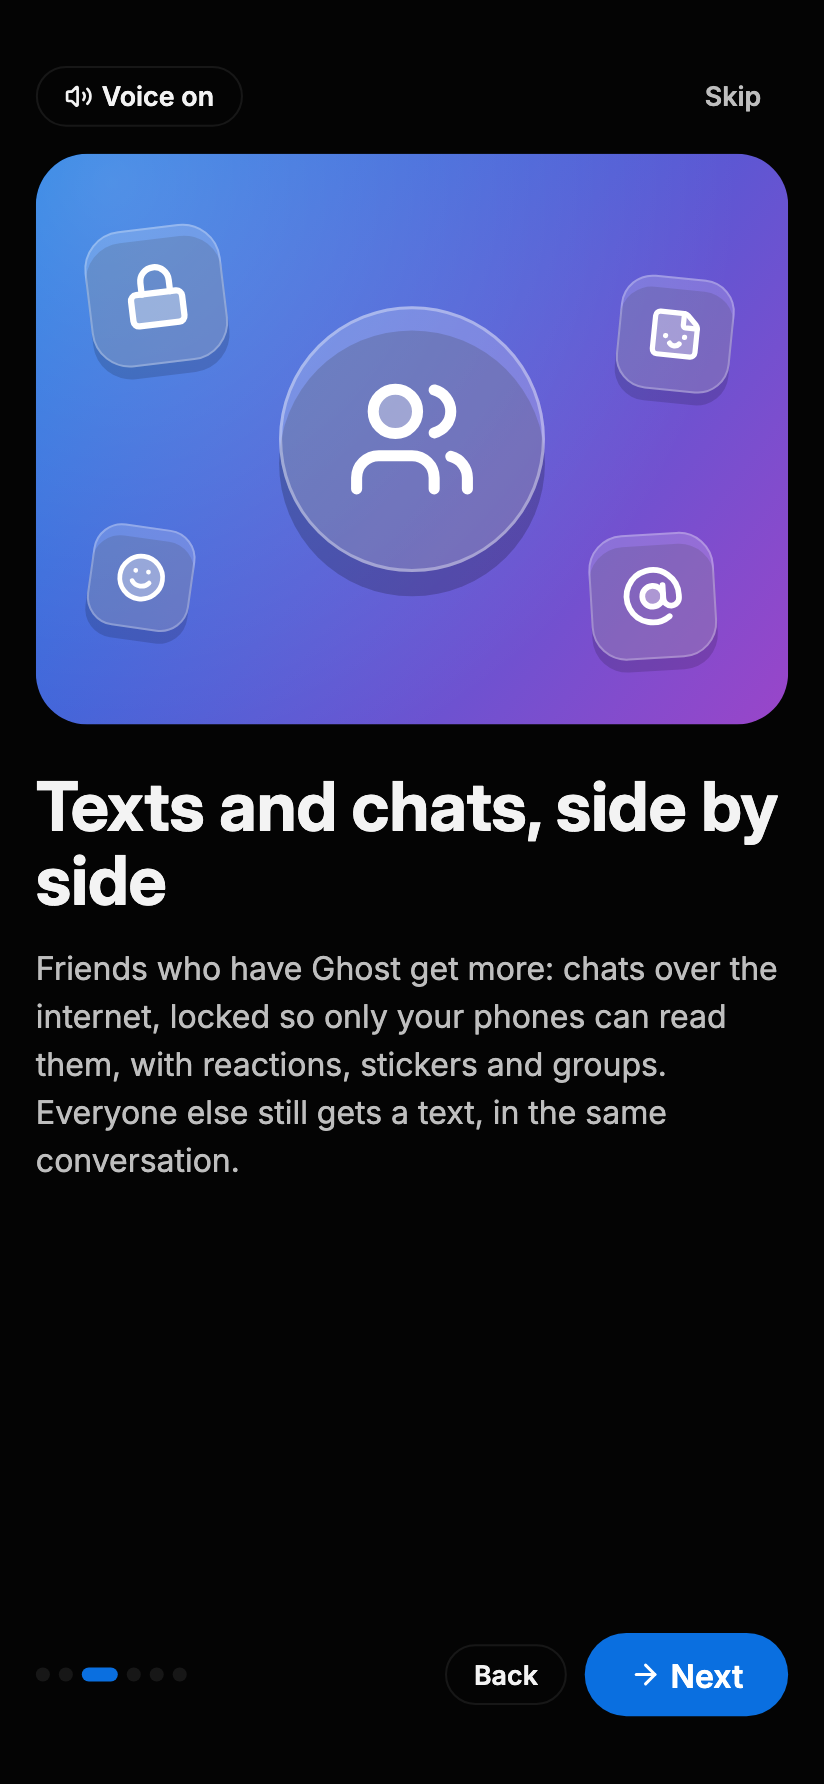 Voice on
Skip
Texts and chats, side by
side
Friends who have Ghost get more: chats over the
internet, locked so only your phones can read
them, with reactions, stickers and groups.
Everyone else still gets a text, in the same
conversation.
Back
Next